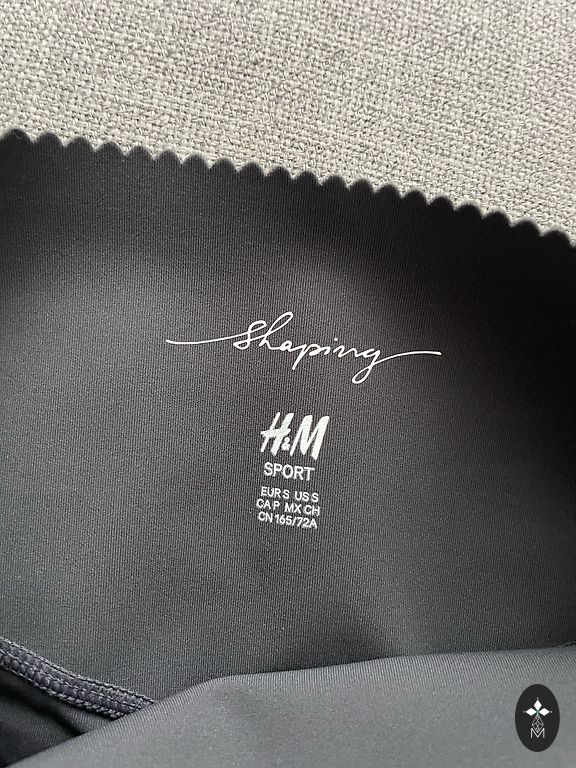 shaping
H&M
SPORT
EUR S US S
CA P MX CH
CN 165/72A
M